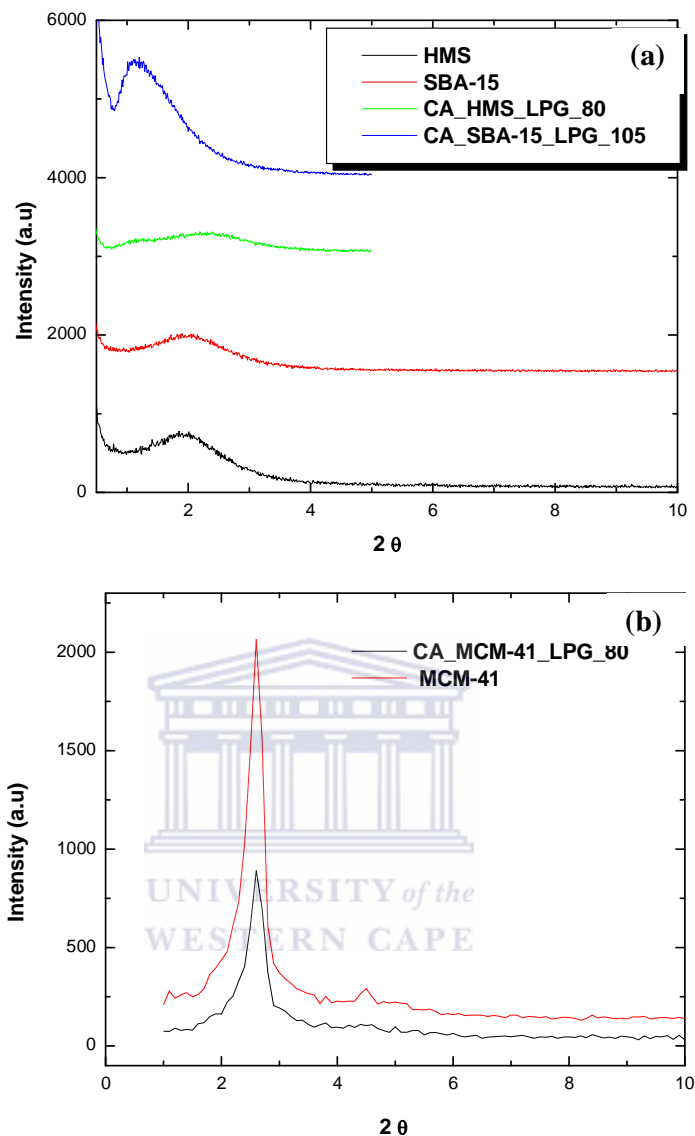 (a)
HMS
SBA-15
CA_HMS_LPG_80
CA_SBA-15_LPG_105
6000
4000
2000
0
Intensity (a.u)
2 4 6 8 10
2 θ
(b)
CA_MCM-41_LPG_80
MCM-41
2000
1500
1000
500
0
Intensity (a.u)
UNIVERSITY of the
WESTERN CAPE
0 2 4 6 8 10
2 θ